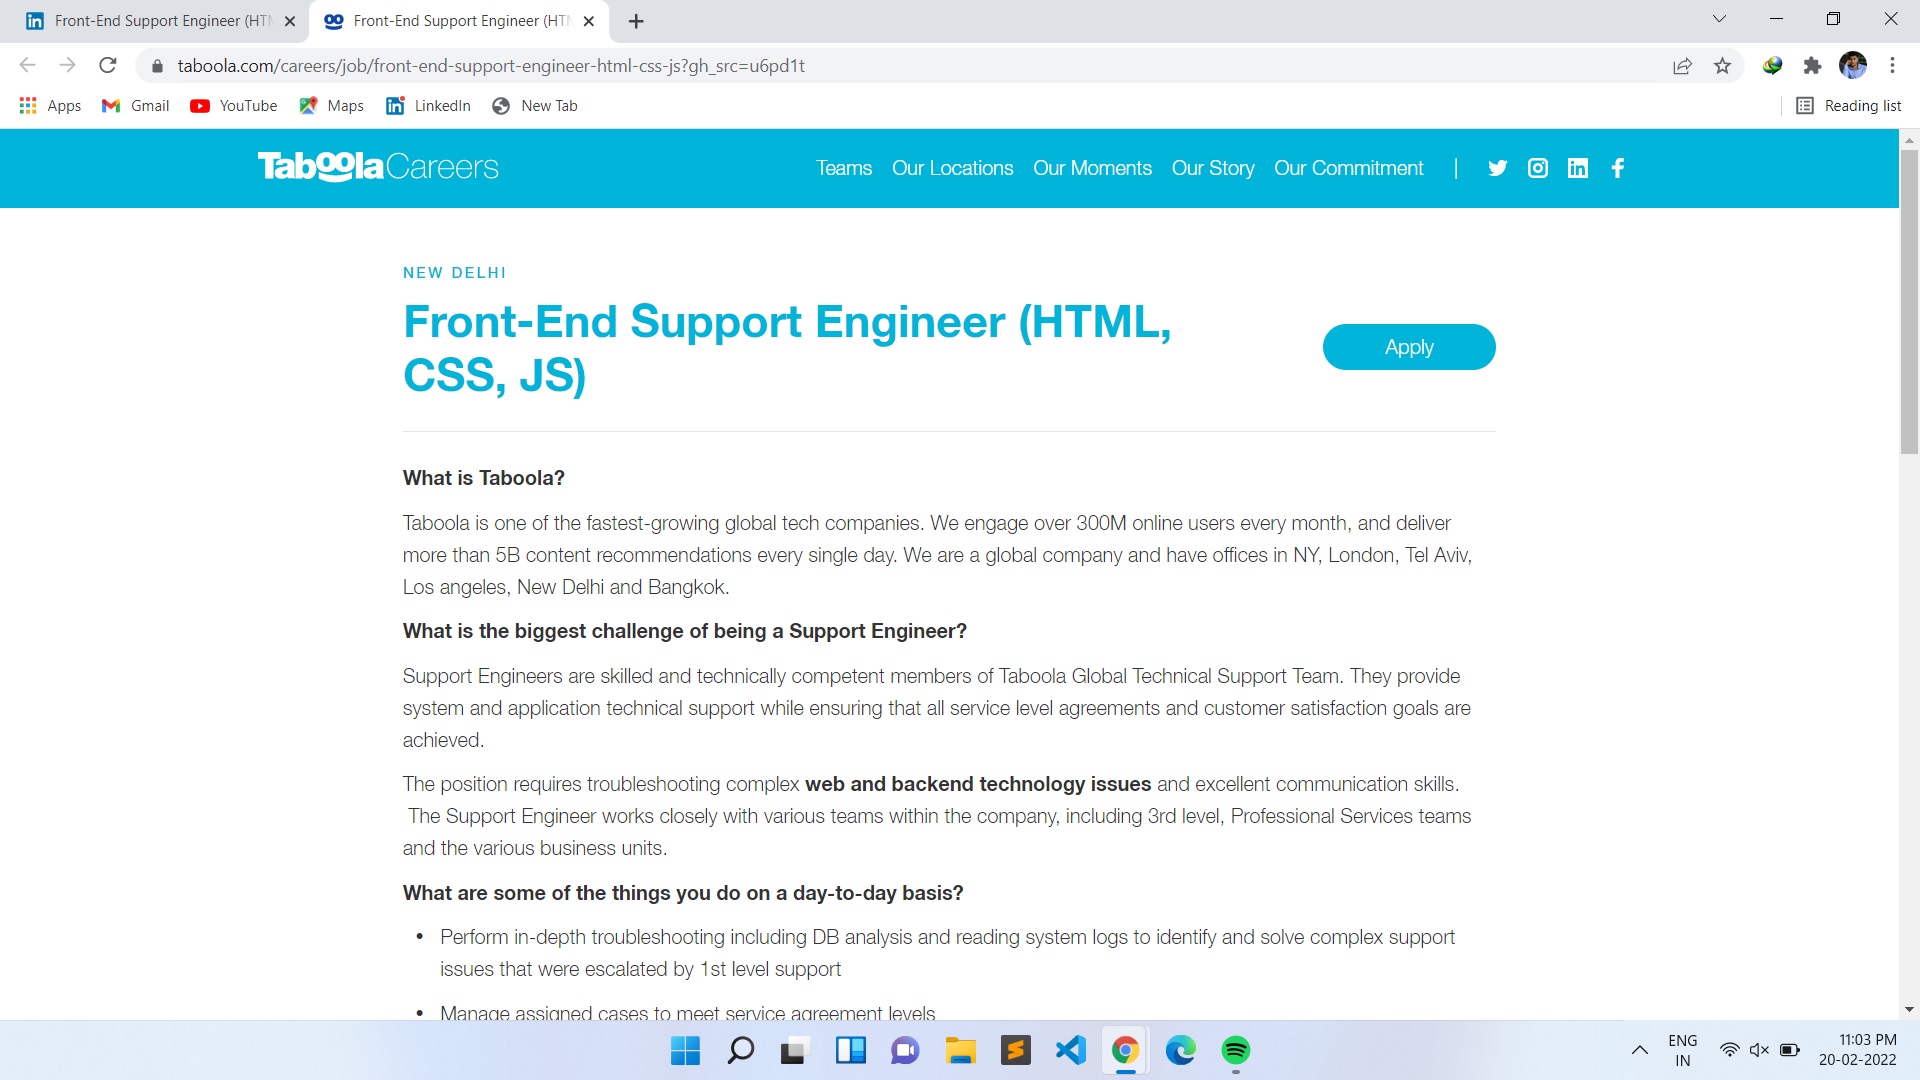 Front-End Support Engineer (HTM
Front-End Support Engineer (HTM
taboola.com/careers/job/front-end-support-engineer-html-css-js?gh_src=u6pd1t
Apps Gmail YouTube Maps LinkedIn New Tab Reading list
Taboola Careers Teams Our Locations Our Moments Our Story Our Commitment |
NEW DELHI
Front-End Support Engineer (HTML,
CSS, JS)
Apply
What is Taboola?
Taboola is one of the fastest-growing global tech companies. We engage over 300M online users every month, and deliver
more than 5B content recommendations every single day. We are a global company and have offices in NY, London, Tel Aviv,
Los angeles, New Delhi and Bangkok.
What is the biggest challenge of being a Support Engineer?
Support Engineers are skilled and technically competent members of Taboola Global Technical Support Team. They provide
system and application technical support while ensuring that all service level agreements and customer satisfaction goals are
achieved.
The position requires troubleshooting complex web and backend technology issues and excellent communication skills.
The Support Engineer works closely with various teams within the company, including 3rd level, Professional Services teams
and the various business units.
What are some of the things you do on a day-to-day basis?
• Perform in-depth troubleshooting including DB analysis and reading system logs to identify and solve complex support
issues that were escalated by 1st level support
• Manage assigned cases to meet service agreement levels
ENG
IN
11:03 PM
20-02-2022